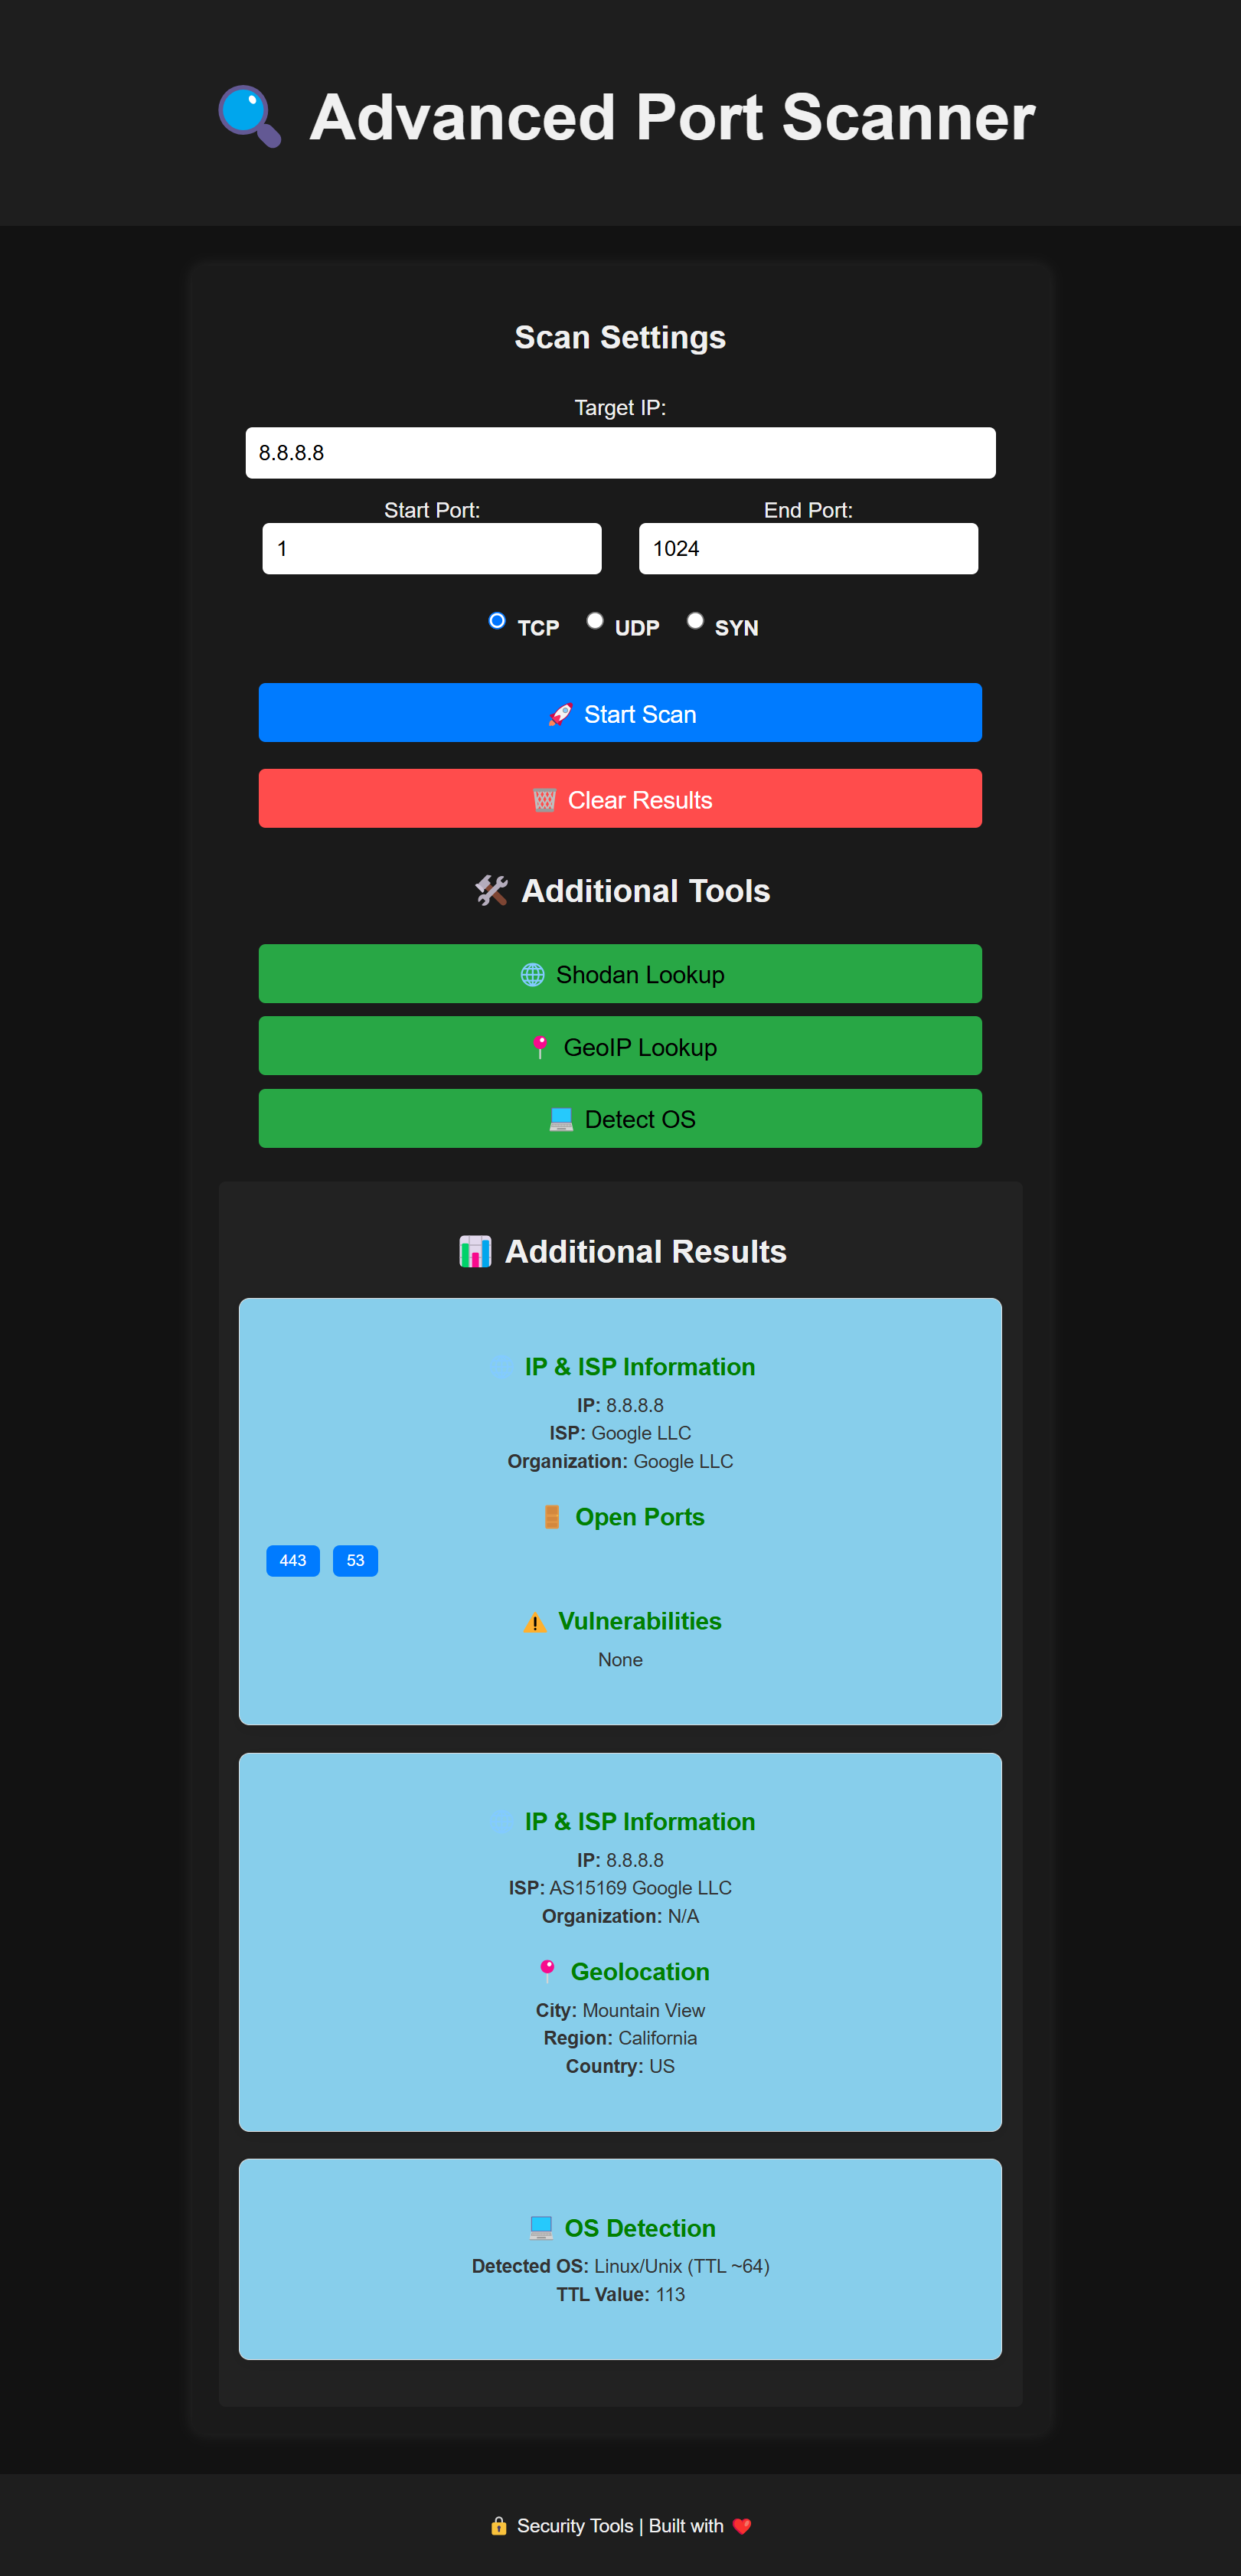 Advanced Port Scanner
Scan Settings
Target IP:
8.8.8.8
Start Port:
End Port:
1
1024
TCP
UDP
SYN
Start Scan
Clear Results
Additional Tools
Shodan Lookup
GeoIP Lookup
Detect OS
Additional Results
IP & ISP Information
IP: 8.8.8.8
ISP: Google LLC
Organization: Google LLC
Open Ports
443
53
Vulnerabilities
None
IP & ISP Information
IP: 8.8.8.8
ISP: AS15169 Google LLC
Organization: N/A
Geolocation
City: Mountain View
Region: California
Country: US
OS Detection
Detected OS: Linux/Unix (TTL ~64)
TTL Value: 113
Security Tools | Built with